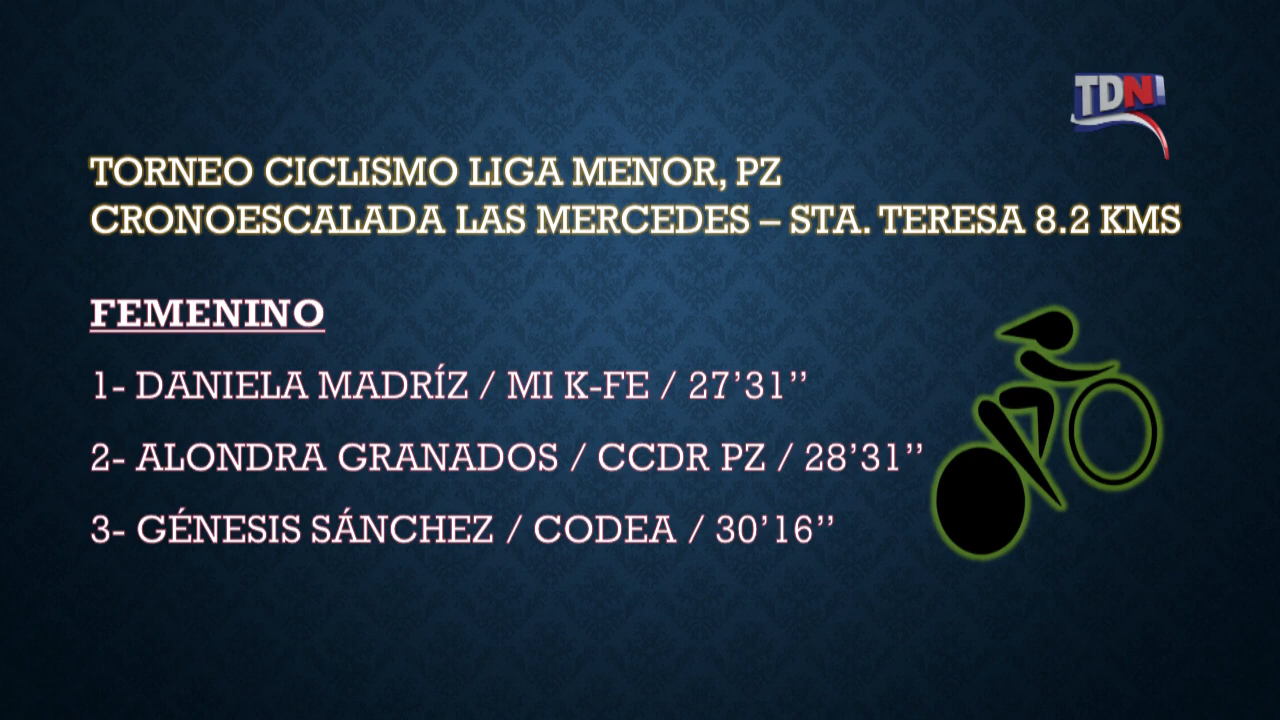 TDN
TORNEO CICLISMO LIGA MENOR, PZ
CRONOESCALADA LAS MERCEDES – STA. TERESA 8.2 KMS
FEMENINO
1- DANIELA MADRÍZ / MI K-FE / 27’31’’
2- ALONDRA GRANADOS / CCDR PZ / 28’31’’
3- GÉNESIS SÁNCHEZ / CODEA / 30’16’’